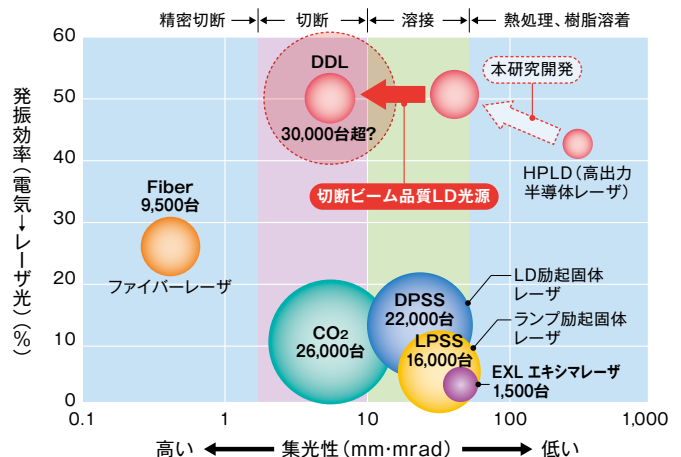 精密切断
切断
溶接
熱処理、樹脂溶着
発振効率(電気→レーザ光)(%)
60
50
40
30
20
10
0
DDL
30,000台超?
本研究開発
HPLD(高出力
半導体レーザ)
切断ビーム品質LD光源
Fiber
9,500台
ファイバーレーザ
CO2
26,000台
DPSS
22,000台
LPSS
16,000台
LD励起固体
レーザ
ランプ励起固体
レーザ
EXL エキシマレーザ
1,500台
0.1
1
10
100
1,000
高い ← 集光性(mm·mrad) → 低い